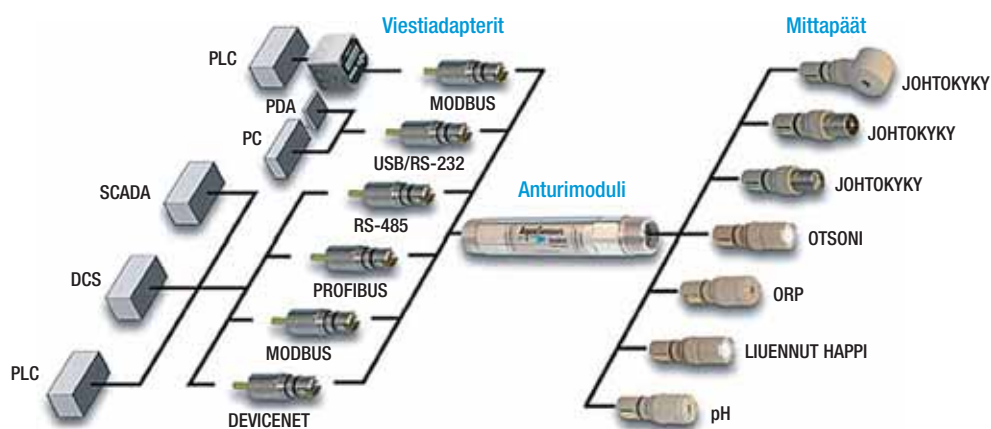 Viestiadapterit
Mittapäät
PLC
MODBUS
JOHTOKYKY
PDA
PC
USB/RS-232
JOHTOKYKY
SCADA
RS-485
Anturimoduli
JOHTOKYKY
AquaSensors
OTSONI
DCS
PROFIBUS
ORP
MODBUS
LIUENNUT HAPPI
PLC
DEVICENET
pH